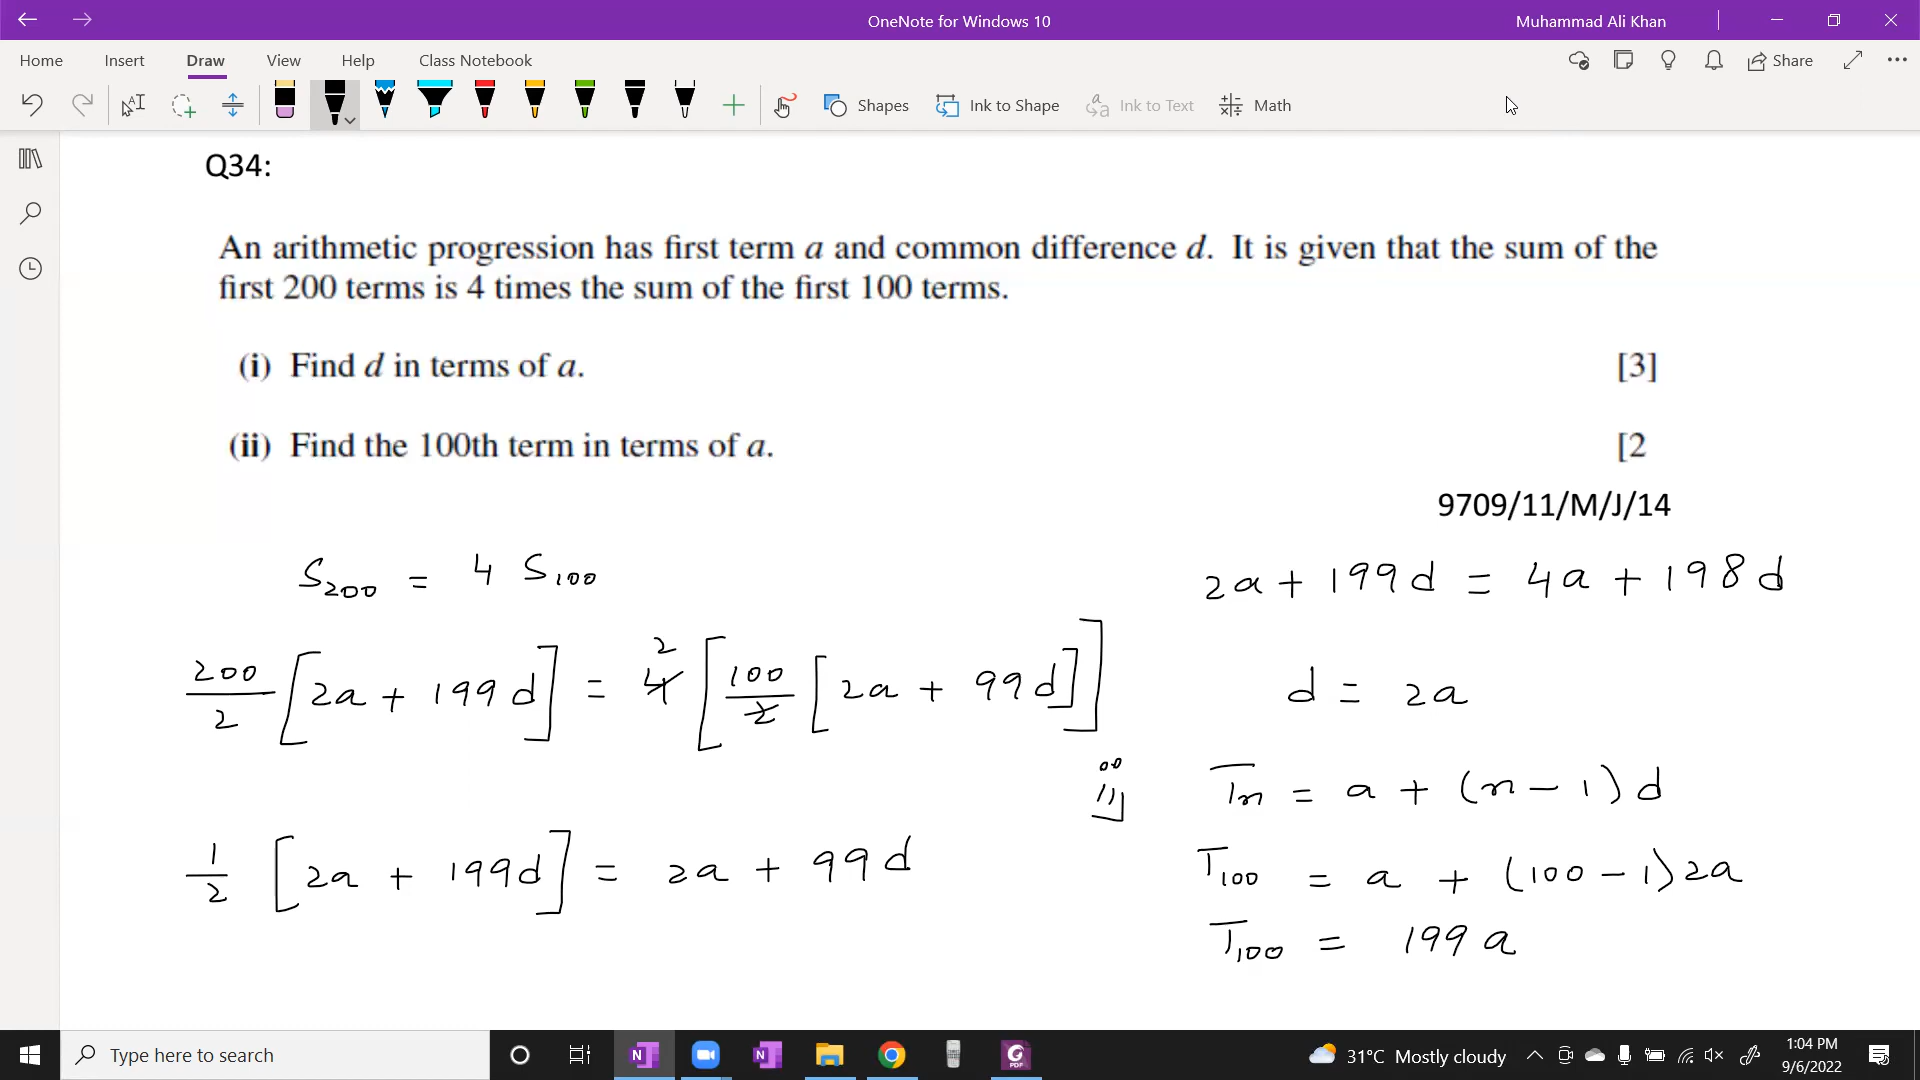 OneNote for Windows 10
Muhammad Ali Khan
Home Insert Draw View Help Class Notebook
Share
Shapes Ink to Shape Ink to Text Math
Q34:
An arithmetic progression has first term a and common difference d. It is given that the sum of the
first 200 terms is 4 times the sum of the first 100 terms.
(i) Find d in terms of a. [3]
(ii) Find the 100th term in terms of a. [2
9709/11/M/J/14
S₂₀₀ = 4 S₁₀₀
200/2 [2a + 199d] = 4 2 [100/2 [2a + 99d]]
1/2 [2a + 199d] = 2a + 99d
2a + 199d = 4a + 198d
d = 2a
ii)
Tn = a + (n - 1) d
T₁₀₀ = a + (100 - 1) 2a
T₁₀₀ = 199 a
Type here to search
31°C Mostly cloudy
1:04 PM
9/6/2022